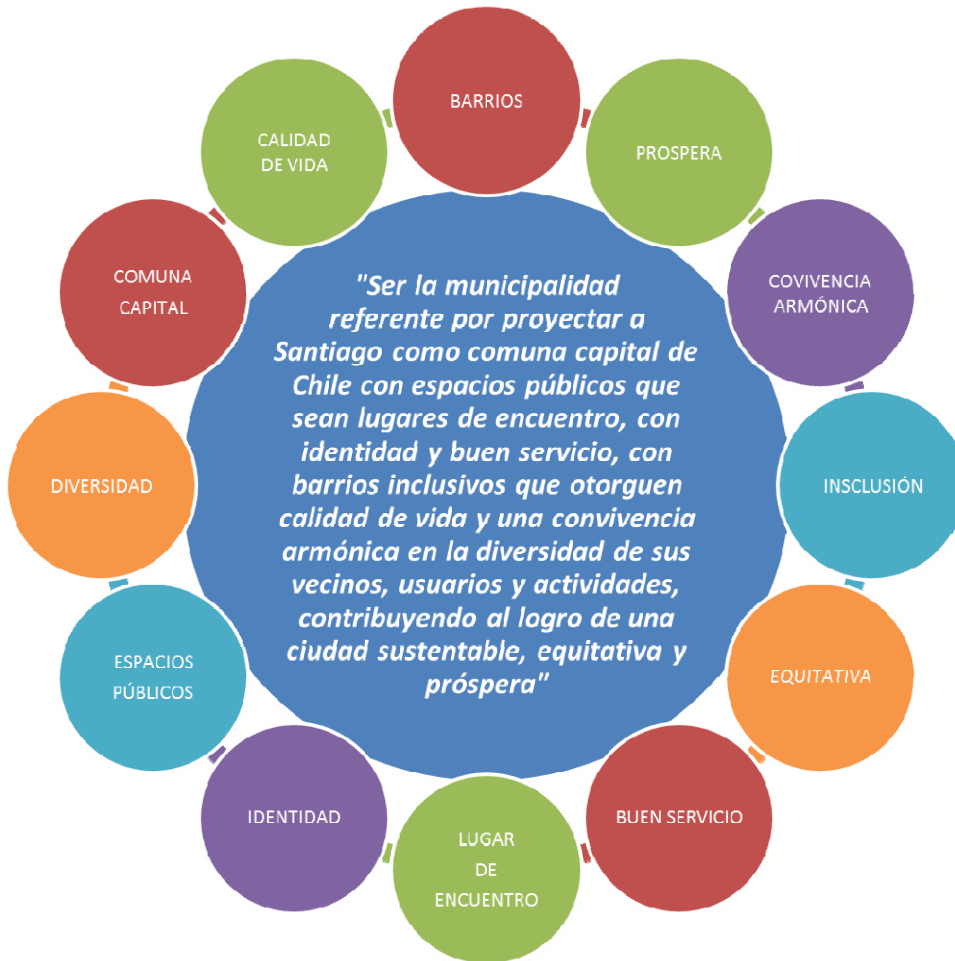 BARRIOS
PROSPERA
COVIVENCIA
ARMÓNICA
INSCLUSIÓN
EQUITATIVA
BUEN SERVICIO
LUGAR
DE
ENCUENTRO
IDENTIDAD
ESPACIOS
PÚBLICOS
DIVERSIDAD
COMUNA
CAPITAL
CALIDAD
DE VIDA
"Ser la municipalidad
referente por proyectar a
Santiago como comuna capital de
Chile con espacios públicos que
sean lugares de encuentro, con
identidad y buen servicio, con
barrios inclusivos que otorguen
calidad de vida y una convivencia
armónica en la diversidad de sus
vecinos, usuarios y actividades,
contribuyendo al logro de una
ciudad sustentable, equitativa y
próspera"